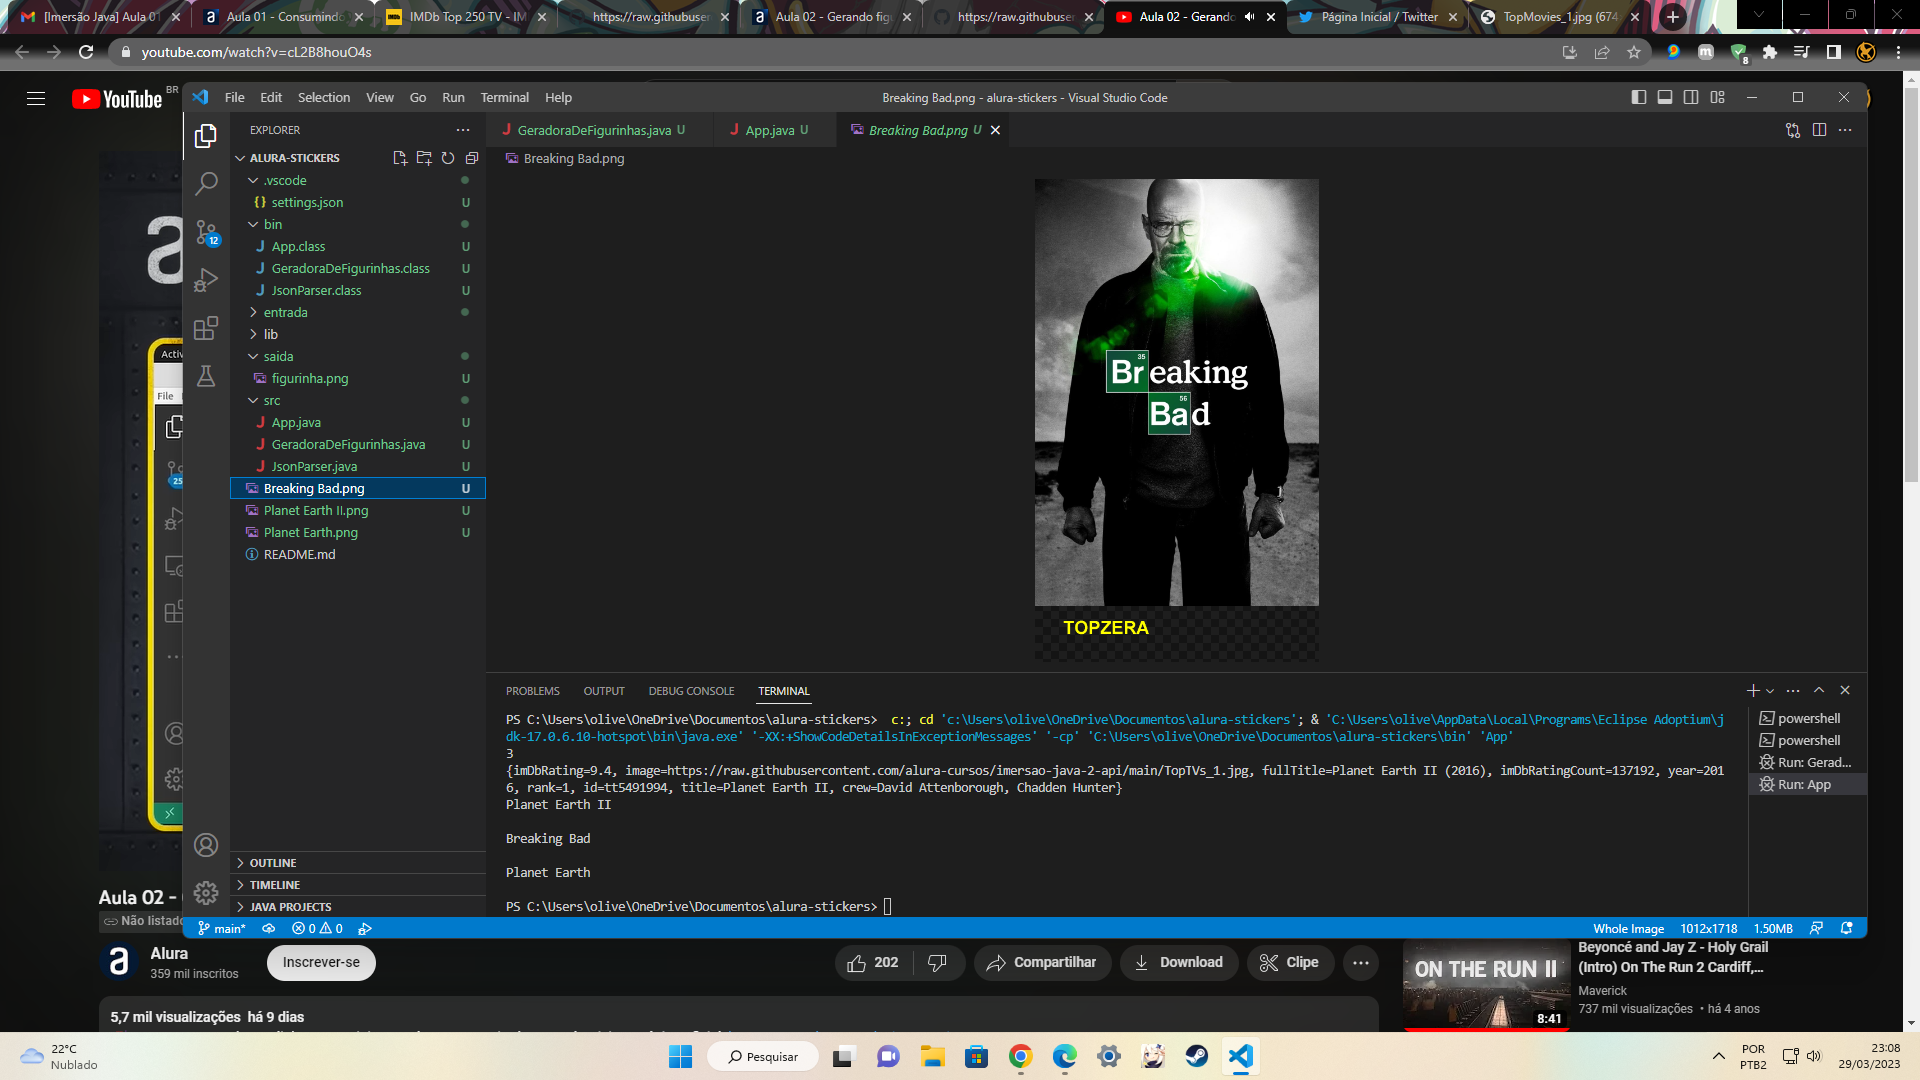 [Imersão Java] Aula 01
Aula 01 - Consumindo
IMDb Top 250 TV - IM
https://raw.githubuser
Aula 02 - Gerando fig
https://raw.githubuser
Aula 02 - Gerando
Página Inicial / Twitter
TopMovies_1.jpg (674
youtube.com/watch?v=cL2B8houO4s
8
YouTube BR
File Edit Selection View Go Run Terminal Help
Breaking Bad.png - alura-stickers - Visual Studio Code
EXPLORER
GeradoraDeFigurinhas.java U
App.java U
Breaking Bad.png U
ALURA-STICKERS
Breaking Bad.png
.vscode
settings.json U
bin
App.class U
GeradoraDeFigurinhas.class U
JsonParser.class U
entrada
lib
saida
figurinha.png U
src
App.java U
GeradoraDeFigurinhas.java U
JsonParser.java U
Breaking Bad.png U
Planet Earth II.png U
Planet Earth.png U
README.md
12
a
Activ
File
25
35
Breaking
56
Bad
TOPZERA
PROBLEMS OUTPUT DEBUG CONSOLE TERMINAL
PS C:\Users\olive\OneDrive\Documentos\alura-stickers>  c:; cd 'c:\Users\olive\OneDrive\Documentos\alura-stickers'; & 'C:\Users\olive\AppData\Local\Programs\Eclipse Adoptium\j
dk-17.0.6.10-hotspot\bin\java.exe' '-XX:+ShowCodeDetailsInExceptionMessages' '-cp' 'C:\Users\olive\OneDrive\Documentos\alura-stickers\bin' 'App'
3
{imDbRating=9.4, image=https://raw.githubusercontent.com/alura-cursos/imersao-java-2-api/main/TopTVs_1.jpg, fullTitle=Planet Earth II (2016), imDbRatingCount=137192, year=201
6, rank=1, id=tt5491994, title=Planet Earth II, crew=David Attenborough, Chadden Hunter}
Planet Earth II
Breaking Bad
Planet Earth
PS C:\Users\olive\OneDrive\Documentos\alura-stickers>
powershell
powershell
Run: Gerad...
Run: App
OUTLINE
TIMELINE
JAVA PROJECTS
main* 0 0
Whole Image 1012x1718 1.50MB
Aula 02 -
Não listado
Alura
359 mil inscritos
Inscrever-se
202
Compartilhar
Download
Clipe
5,7 mil visualizações há 9 dias
ON THE RUN II
8:41
Beyoncé and Jay Z - Holy Grail
(Intro) On The Run 2 Cardiff,...
Maverick
737 mil visualizações • há 4 anos
22°C
Nublado
Pesquisar
POR
PTB2
23:08
29/03/2023